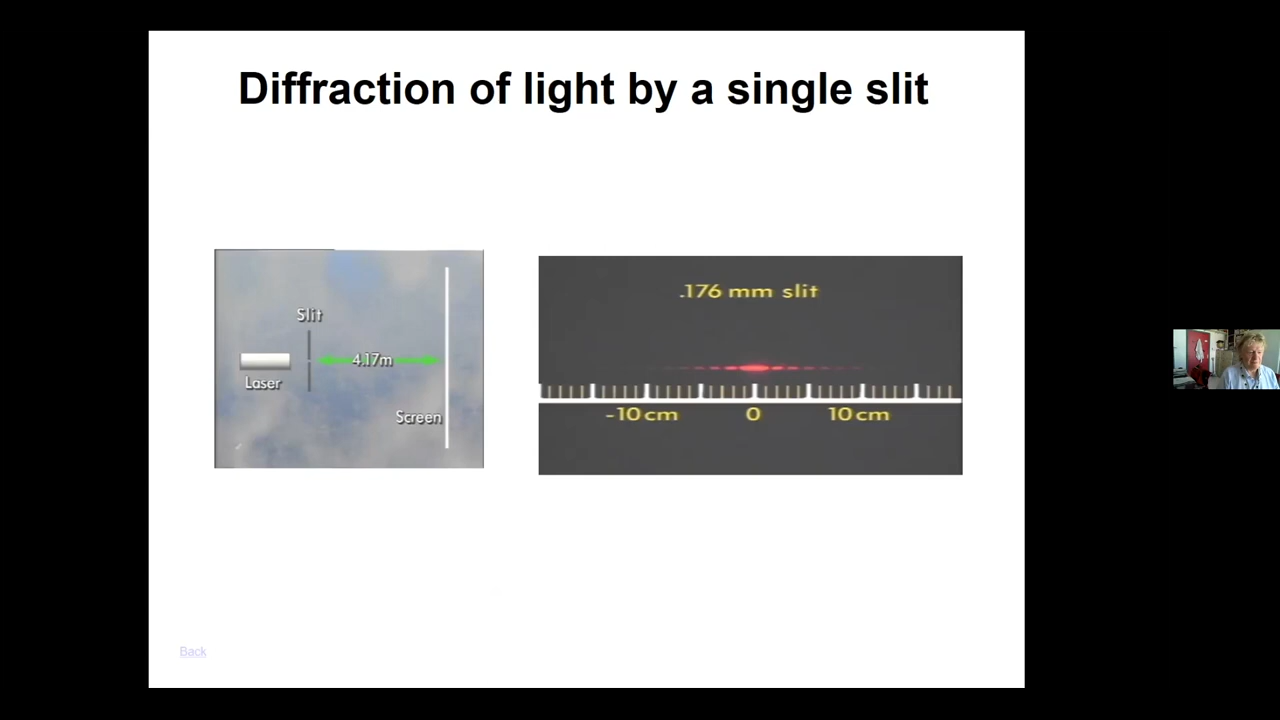 Diffraction of light by a single slit
Slit
4.17m
Laser
Screen
.176 mm slit
-10 cm 0 10 cm
Back